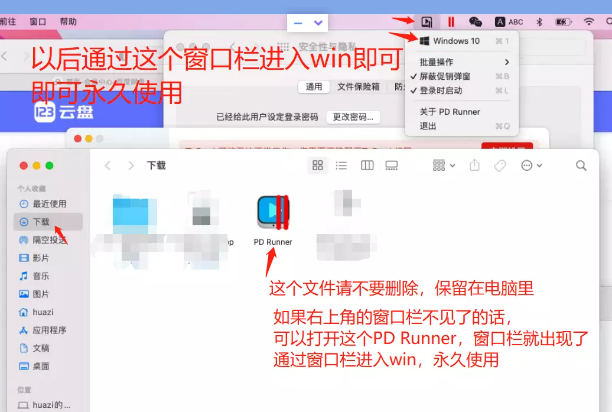 前往 窗口 帮助
ABC
以后通过这个窗口栏进入win即可
即可永久使用
Windows 10 ⌘ 1
批量操作
✓ 屏蔽促销弹窗 ⌘ B
✓ 登录时启动 ⌘ L
关于 PD Runner
退出 ⌘ Q
安全性与隐私
通用 文件保险箱
已经给此用户设定登录密码 更改密码...
123云盘
下载
个人收藏
最近使用
下载
隔空投送
影片
音乐
图片
huazi
应用程序
文稿
桌面
位置
huazi的...
PD Runner
这个文件请不要删除，保留在电脑里
如果右上角的窗口栏不见了的话，
可以打开这个PD Runner，窗口栏就出现了
通过窗口栏进入win，永久使用